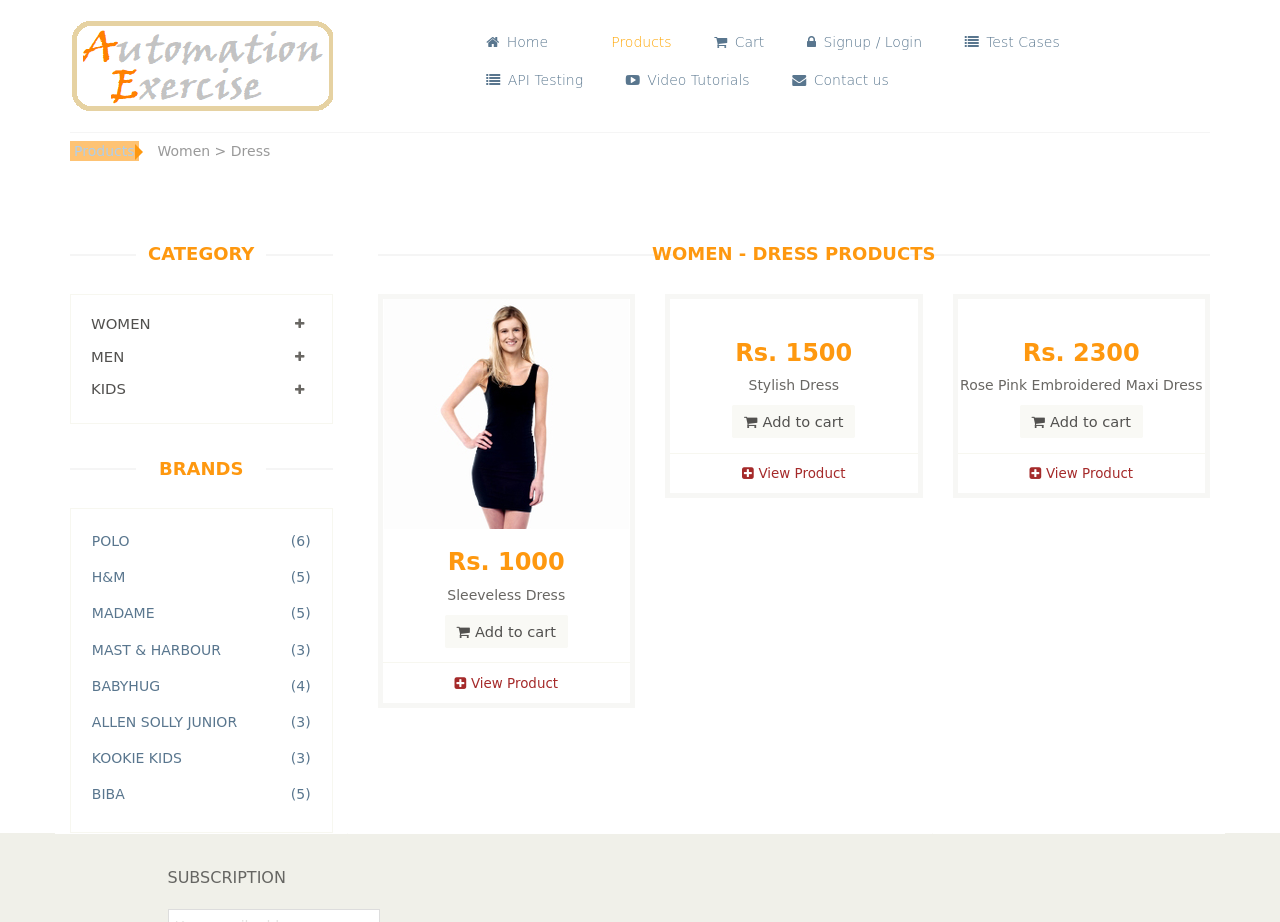 Automation
Exercise
Home
Products
Cart
Signup / Login
Test Cases
API Testing
Video Tutorials
Contact us
Products
Women > Dress
CATEGORY
WOMEN
MEN
KIDS
BRANDS
POLO (6)
H&M (5)
MADAME (5)
MAST & HARBOUR (3)
BABYHUG (4)
ALLEN SOLLY JUNIOR (3)
KOOKIE KIDS (3)
BIBA (5)
WOMEN - DRESS PRODUCTS
Rs. 1000
Sleeveless Dress
Add to cart
View Product
Rs. 1500
Stylish Dress
Add to cart
View Product
Rs. 2300
Rose Pink Embroidered Maxi Dress
Add to cart
View Product
SUBSCRIPTION